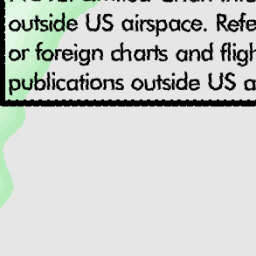 outside US airspace. Refe
or foreign charts and fligh
publications outside US a